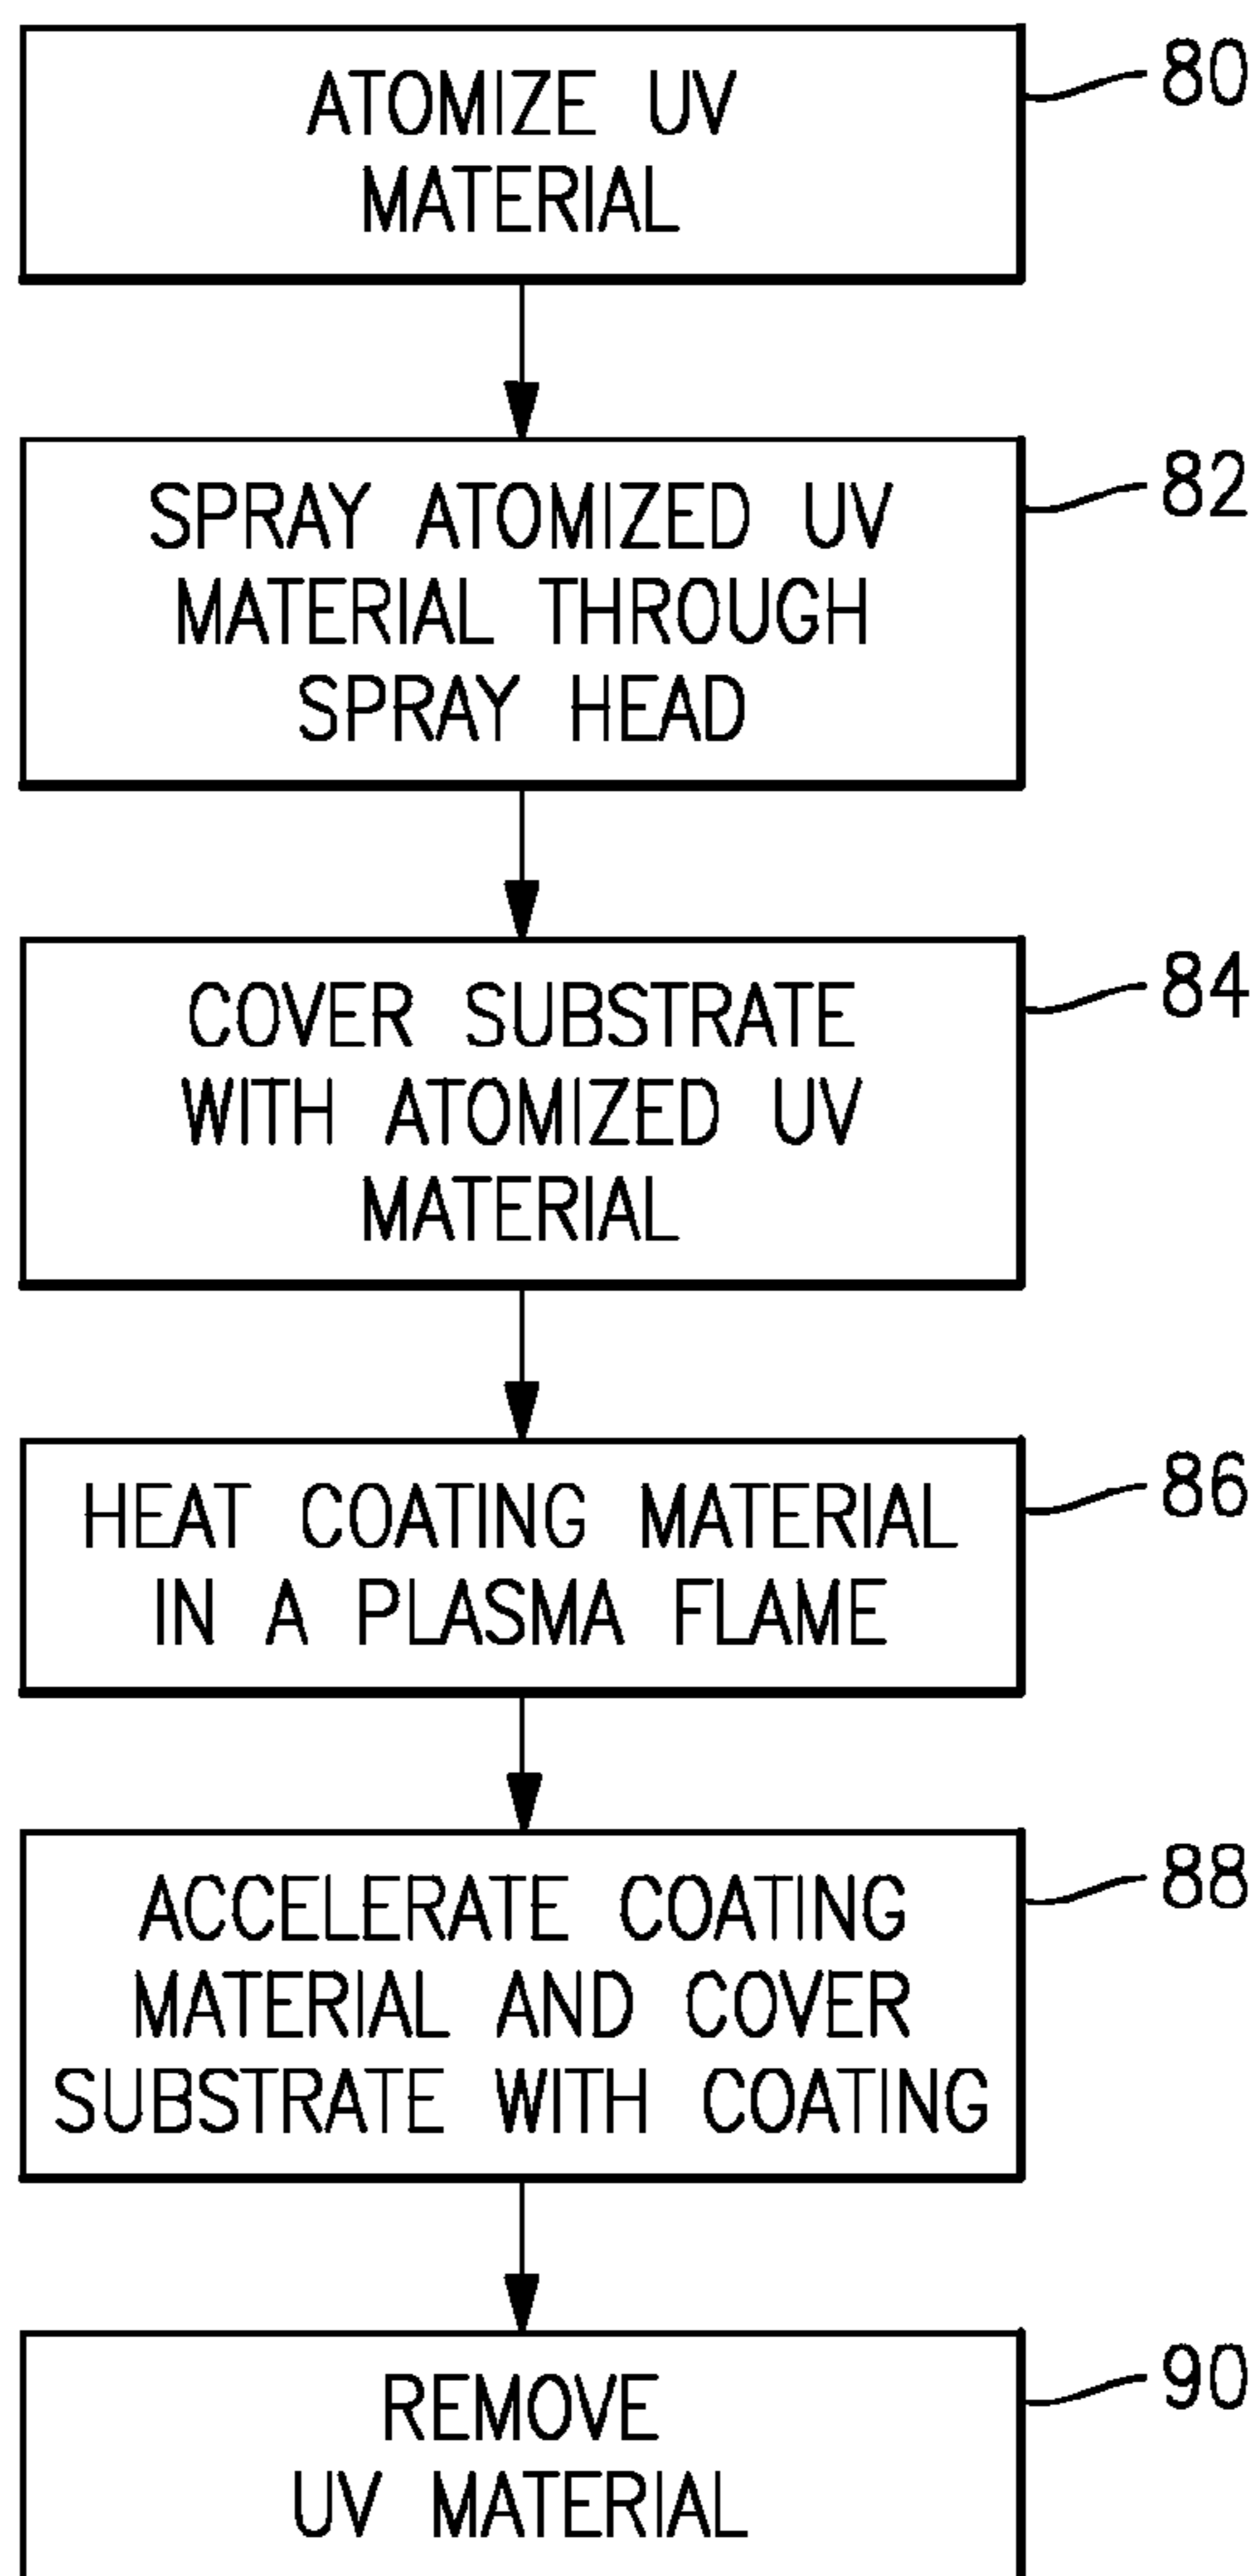 ATOMIZE UV
MATERIAL
80
SPRAY ATOMIZED UV
MATERIAL THROUGH
SPRAY HEAD
82
COVER SUBSTRATE
WITH ATOMIZED UV
MATERIAL
84
HEAT COATING MATERIAL
IN A PLASMA FLAME
86
ACCELERATE COATING
MATERIAL AND COVER
SUBSTRATE WITH COATING
88
REMOVE
UV MATERIAL
90